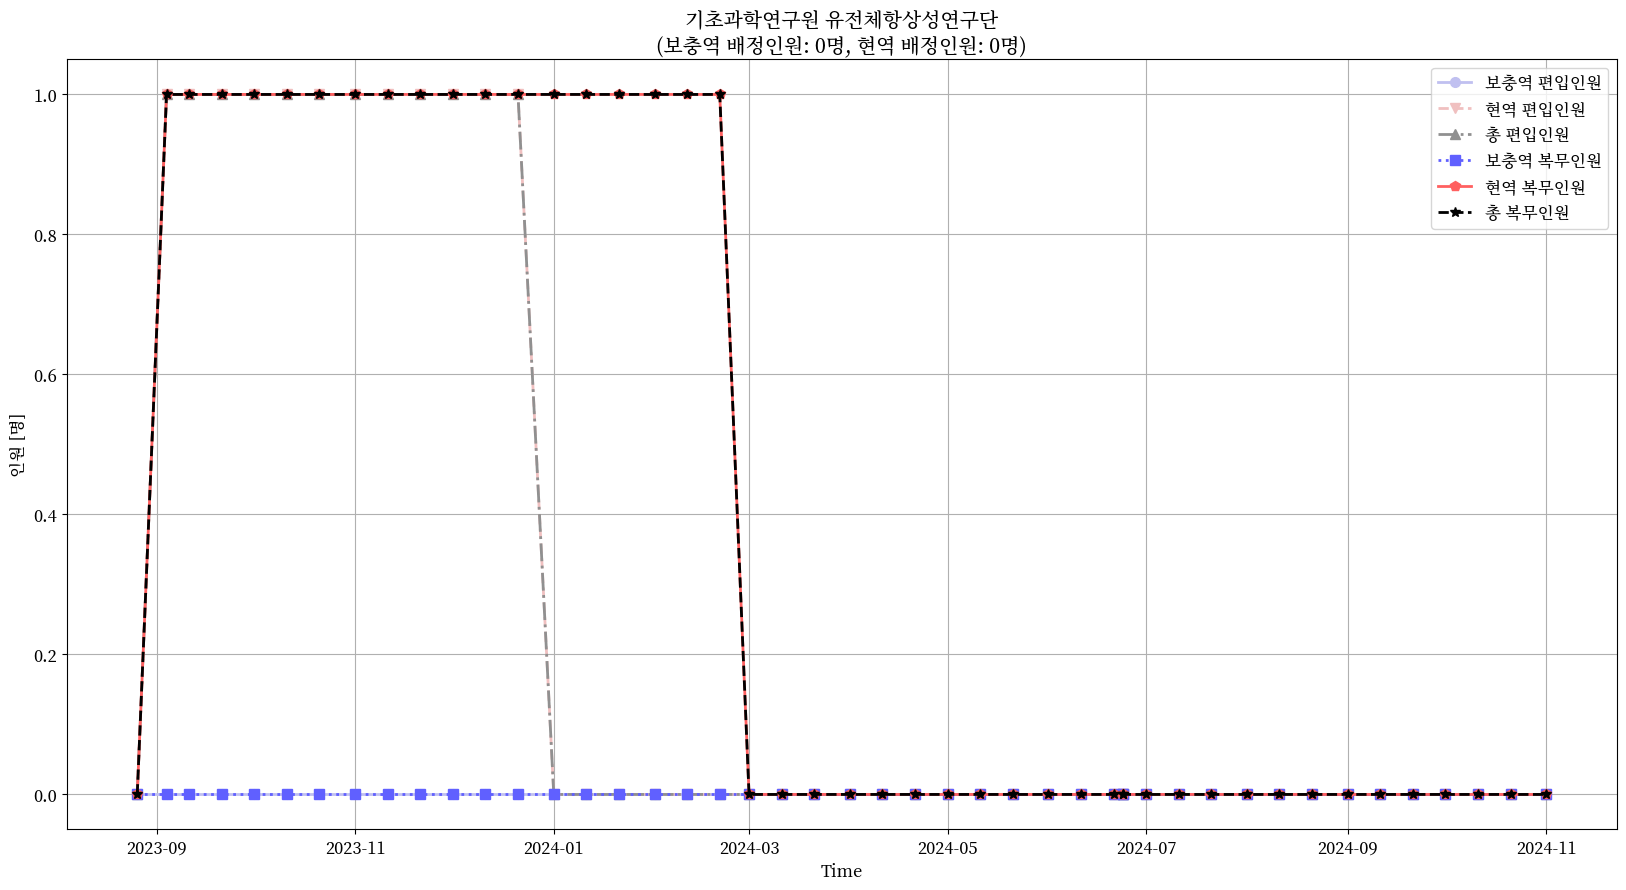 기초과학연구원 유전체항상성연구단
(보충역 배정인원: 0명, 현역 배정인원: 0명)
보충역 편입인원
현역 편입인원
총 편입인원
보충역 복무인원
현역 복무인원
총 복무인원
인원 [명]
1.0
0.8
0.6
0.4
0.2
0.0
2023-09 2023-11 2024-01 2024-03 2024-05 2024-07 2024-09 2024-11
Time